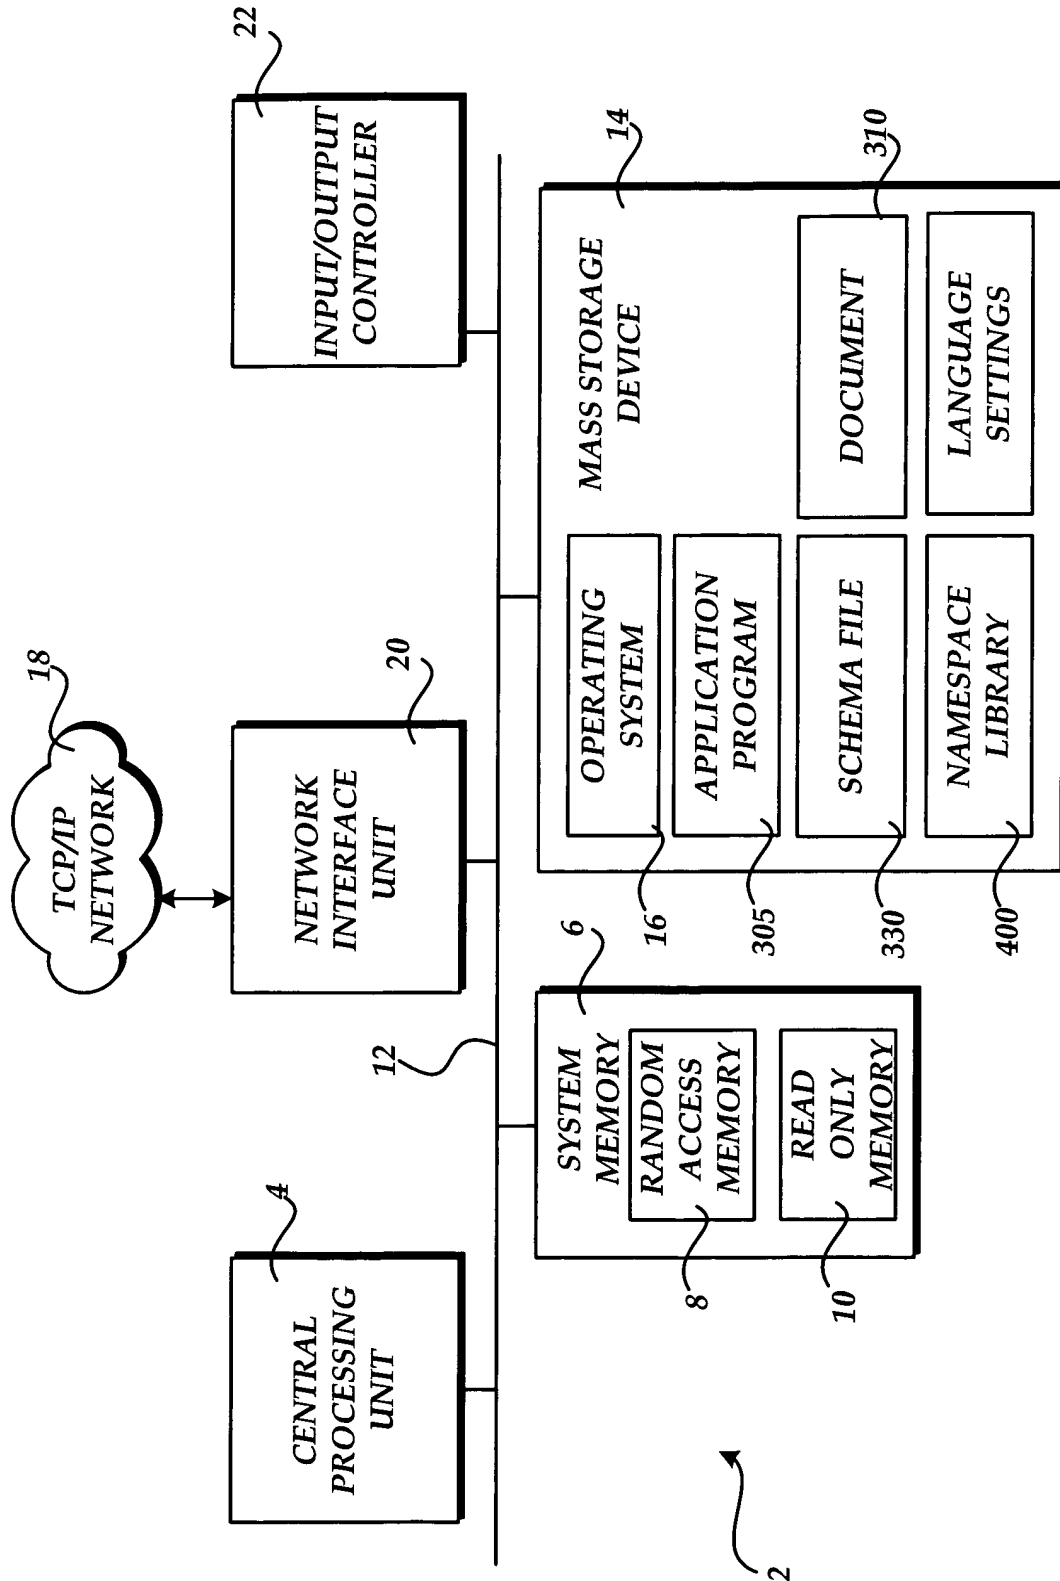 18
TCP/IP
NETWORK
4
CENTRAL
PROCESSING
UNIT
20
NETWORK
INTERFACE
UNIT
22
INPUT/OUTPUT
CONTROLLER
12
6
SYSTEM
MEMORY
RANDOM
ACCESS
MEMORY
8
READ
ONLY
MEMORY
10
14
MASS STORAGE
DEVICE
OPERATING
SYSTEM
16
APPLICATION
PROGRAM
305
SCHEMA FILE
330
DOCUMENT
310
NAMESPACE
LIBRARY
400
LANGUAGE
SETTINGS
2